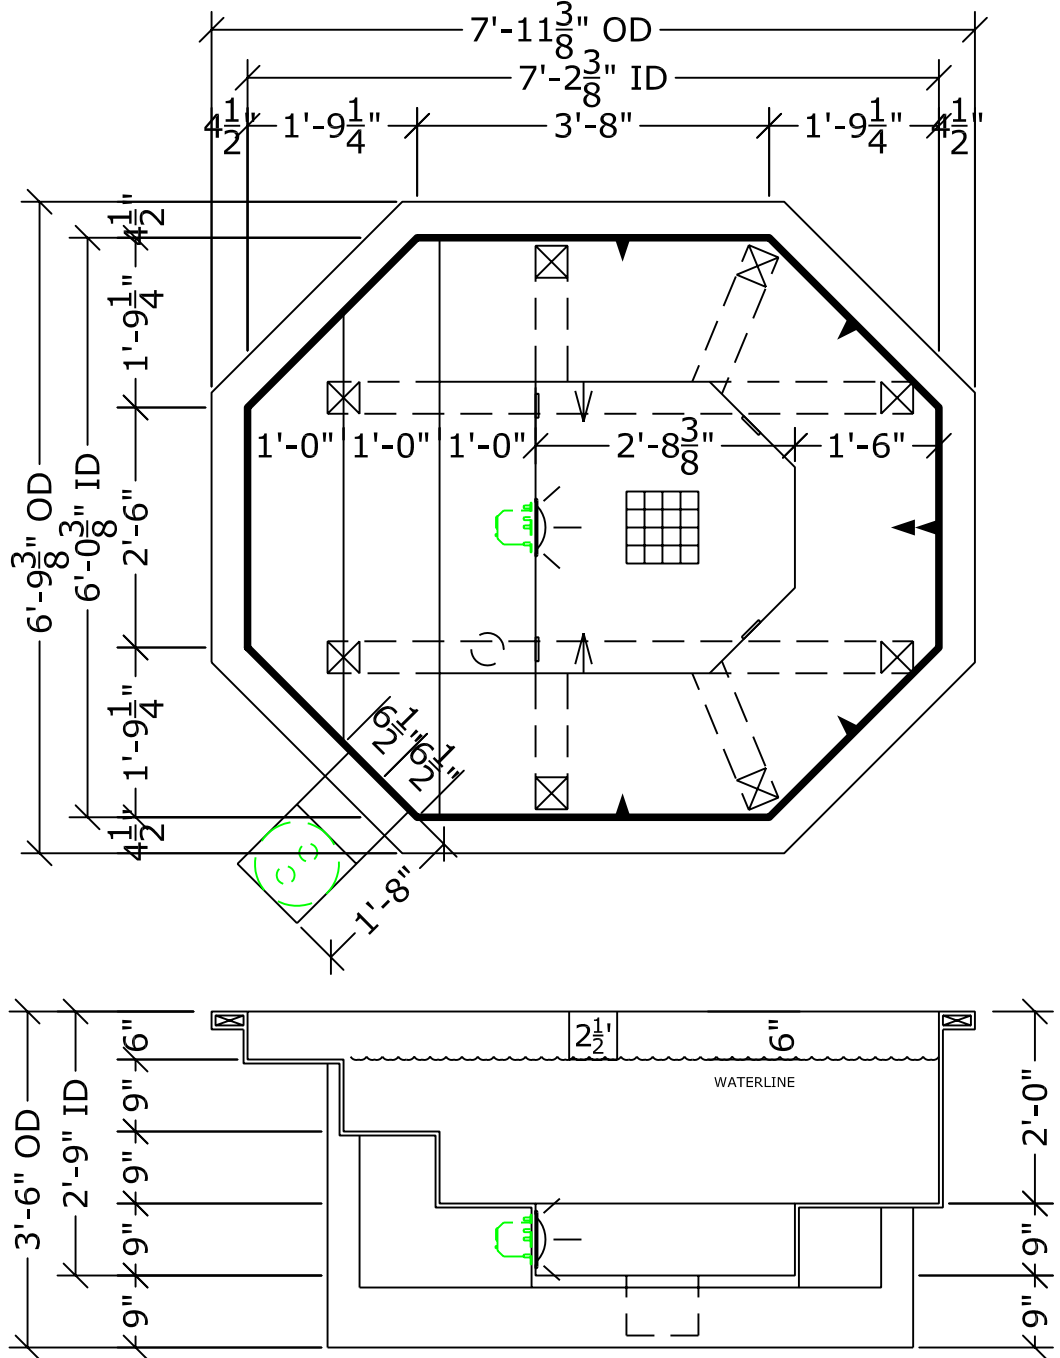 7'-11 3/8" OD
7'-2 3/8" ID
4 1/2" 1'-9 1/4" 3'-8" 1'-9 1/4" 4 1/2"
4 1/2"
1'-9 1/4"
2'-6"
1'-9 1/4"
4 1/2"
6'-0 3/8" ID
6'-9 3/8" OD
1'-0" 1'-0" 1'-0" 2'-8 3/8" 1'-6"
6 1/2" 6 1/2"
1'-8"
6"
9"
9"
9"
9"
2'-9" ID
3'-6" OD
2 1/2'
6"
WATERLINE
2'-0"
9"
9"